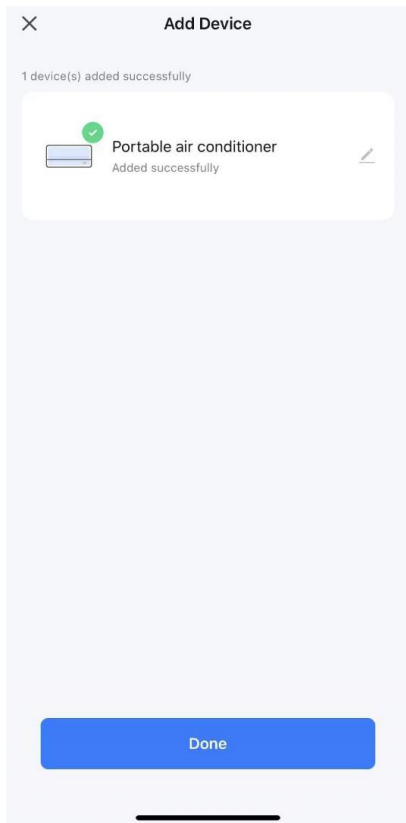 Add Device
1 device(s) added successfully
Portable air conditioner
Added successfully
Done